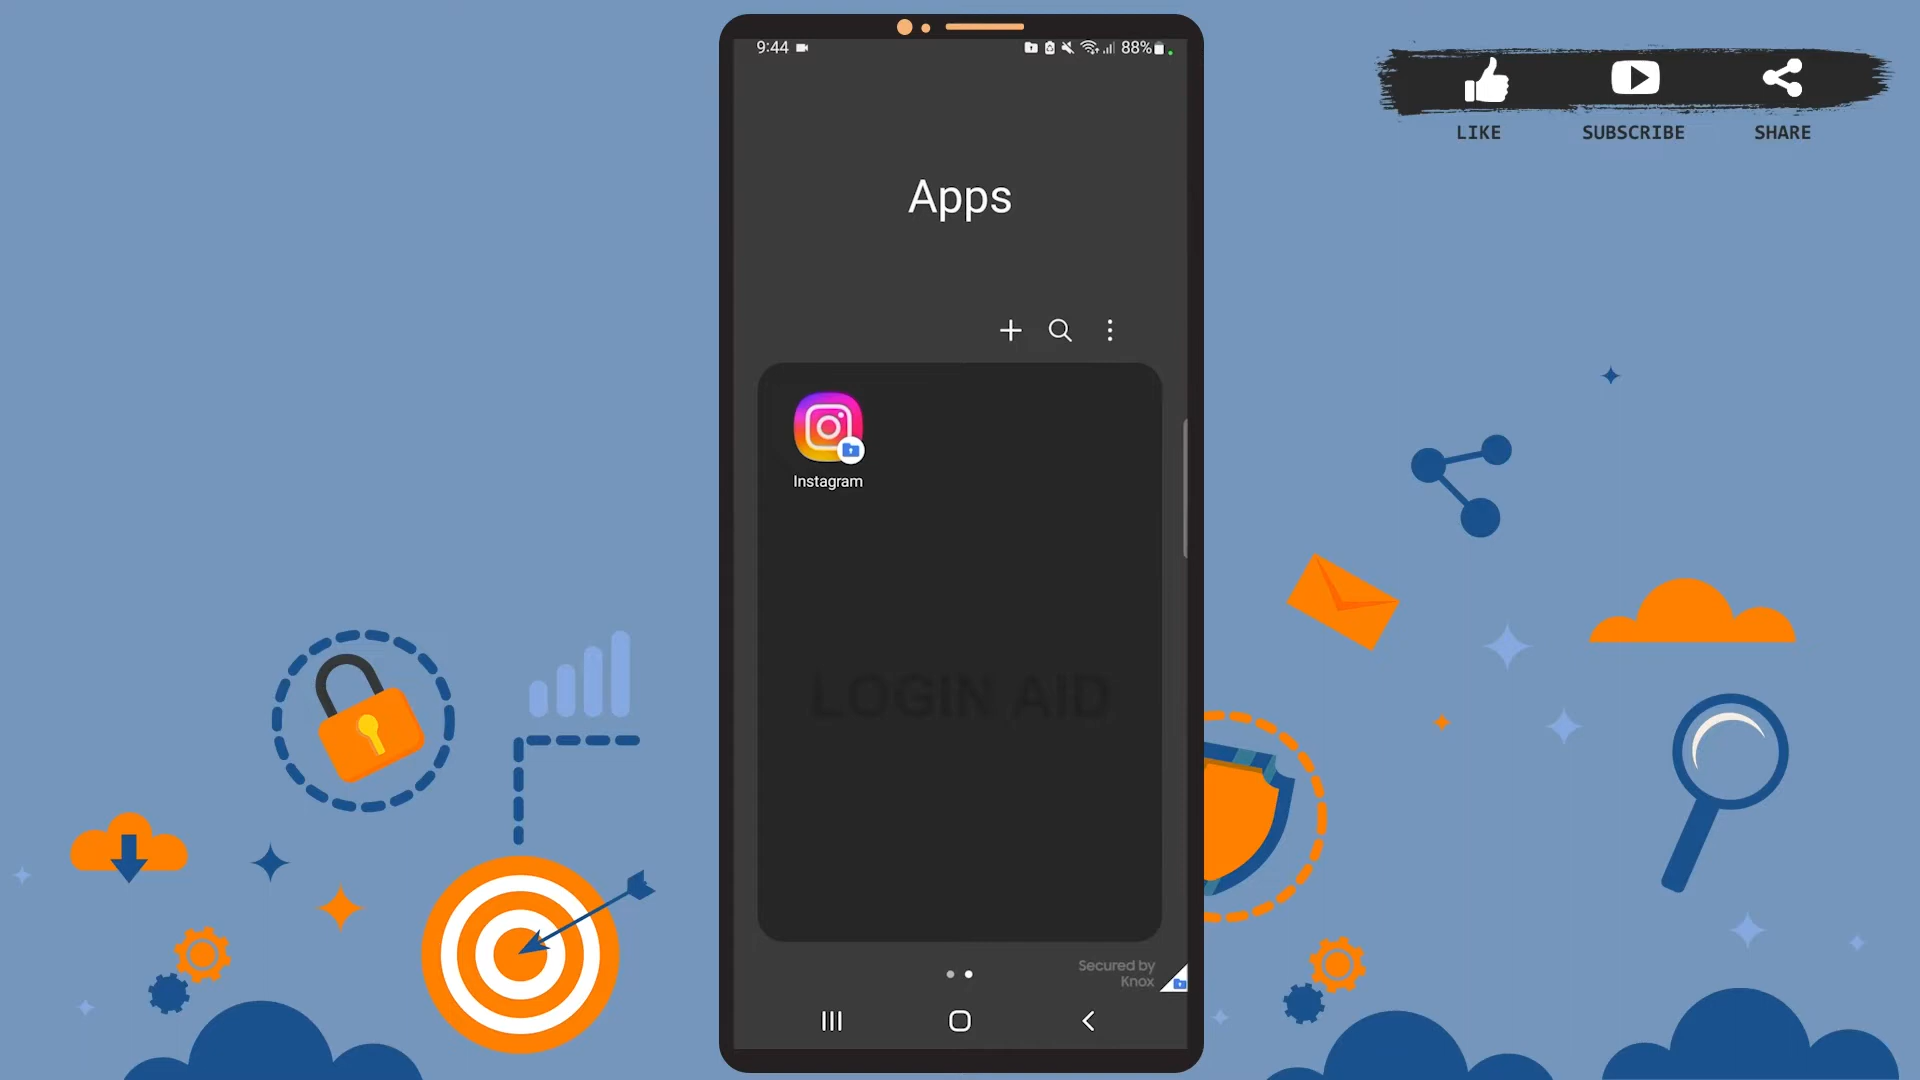 9:44
88%
LIKE
SUBSCRIBE
SHARE
Apps
Instagram
LOGIN AID
Secured by
Knox